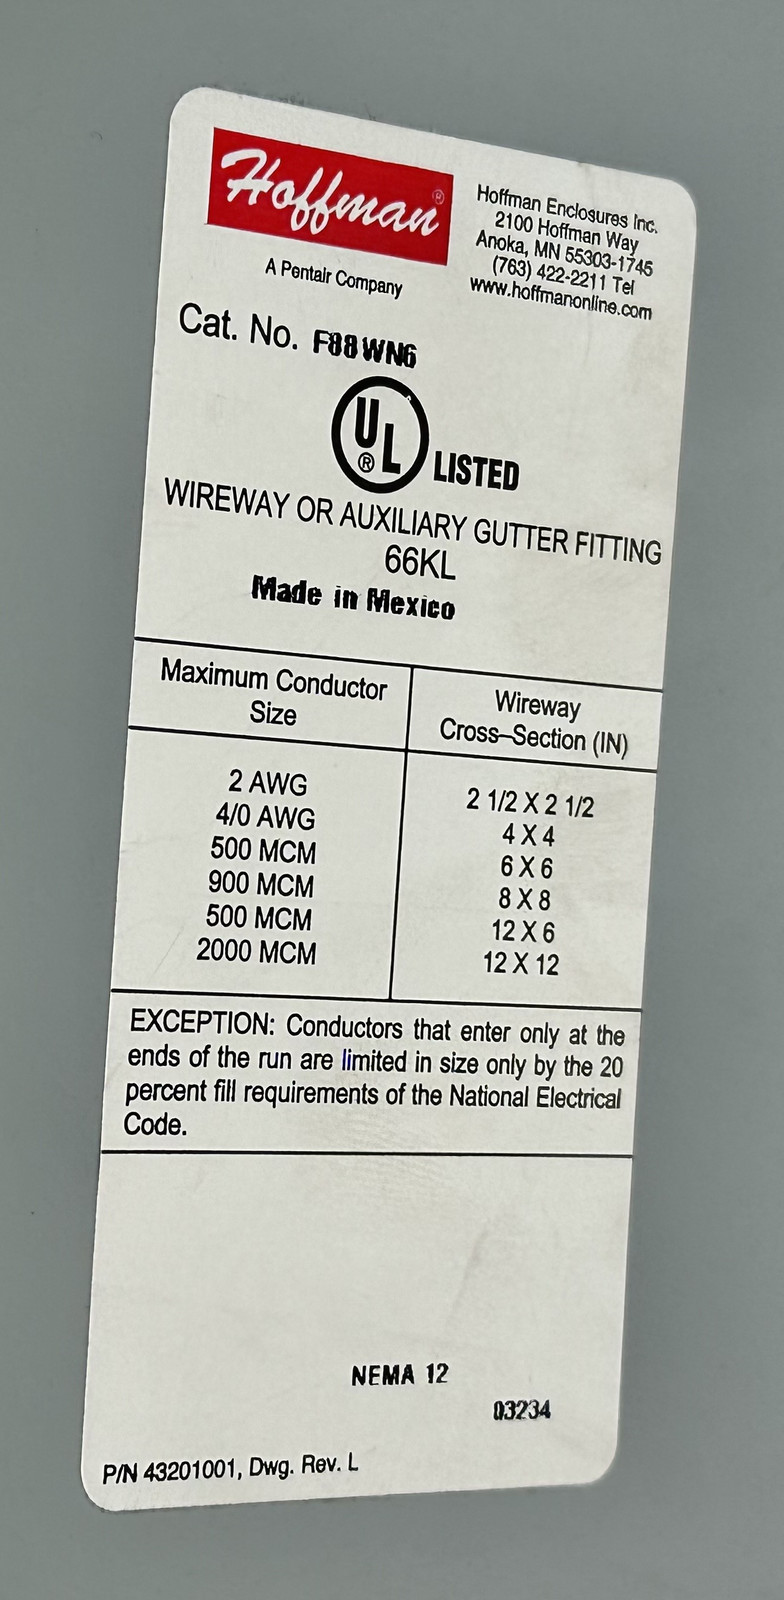 Hoffman®
A Pentair Company
Hoffman Enclosures Inc.
2100 Hoffman Way
Anoka, MN 55303-1745
(763) 422-2211 Tel
www.hoffmanonline.com
Cat. No. F88WN6
UL® LISTED
WIREWAY OR AUXILIARY GUTTER FITTING
66KL
Made in Mexico
Maximum Conductor Size
Wireway Cross–Section (IN)
2 AWG 2 1/2 X 2 1/2
4/0 AWG 4 X 4
500 MCM 6 X 6
900 MCM 8 X 8
500 MCM 12 X 6
2000 MCM 12 X 12
EXCEPTION: Conductors that enter only at the
ends of the run are limited in size only by the 20
percent fill requirements of the National Electrical
Code.
NEMA 12
03234
P/N 43201001, Dwg. Rev. L